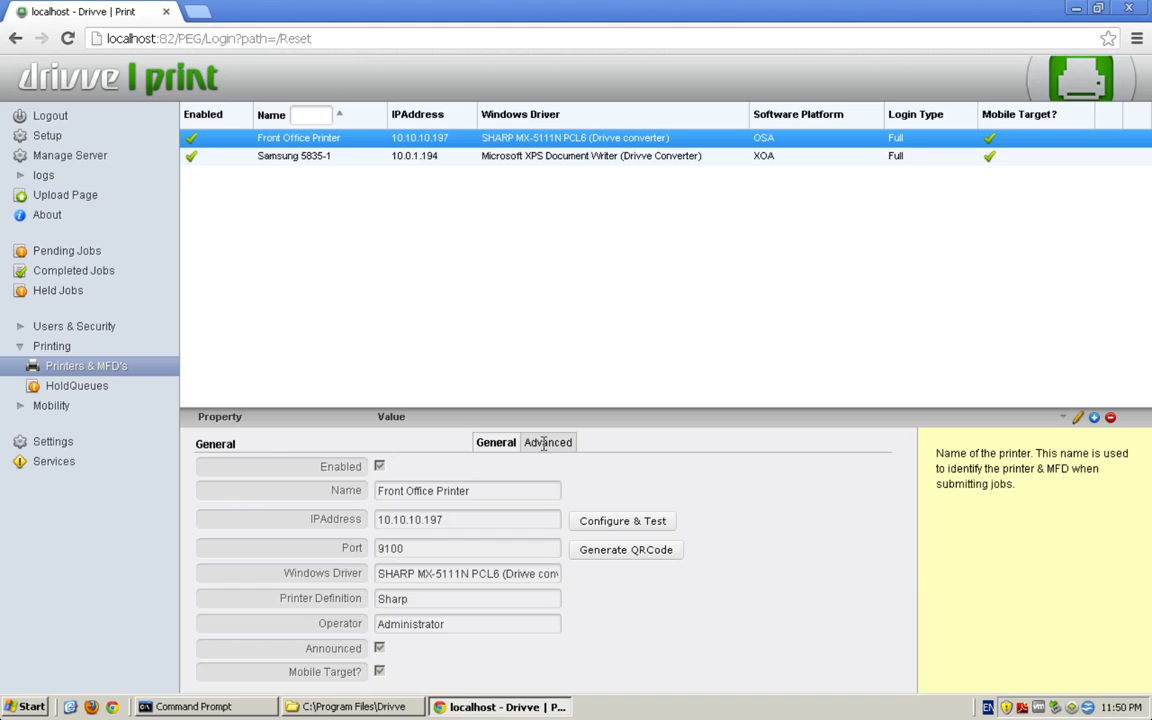 localhost - Drivve | Print
localhost:82/PEG/Login?path=/Reset
drivve | print
Logout
Setup
Manage Server
logs
Upload Page
About
Pending Jobs
Completed Jobs
Held Jobs
Users & Security
Printing
Printers & MFD's
HoldQueues
Mobility
Settings
Services
Enabled Name IPAddress Windows Driver Software Platform Login Type Mobile Target?
Front Office Printer 10.10.10.197 SHARP MX-5111N PCL6 (Drivve converter) OSA Full
Samsung 5835-1 10.0.1.194 Microsoft XPS Document Writer (Drivve Converter) XOA Full
Property Value
General General Advanced
Enabled
Name Front Office Printer
IPAddress 10.10.10.197 Configure & Test
Port 9100 Generate QRCode
Windows Driver SHARP MX-5111N PCL6 (Drivve conv
Printer Definition Sharp
Operator Administrator
Announced
Mobile Target?
Name of the printer. This name is used
to identify the printer & MFD when
submitting jobs.
Start Command Prompt C:\Program Files\Drivve localhost - Drivve | P... EN 11:50 PM